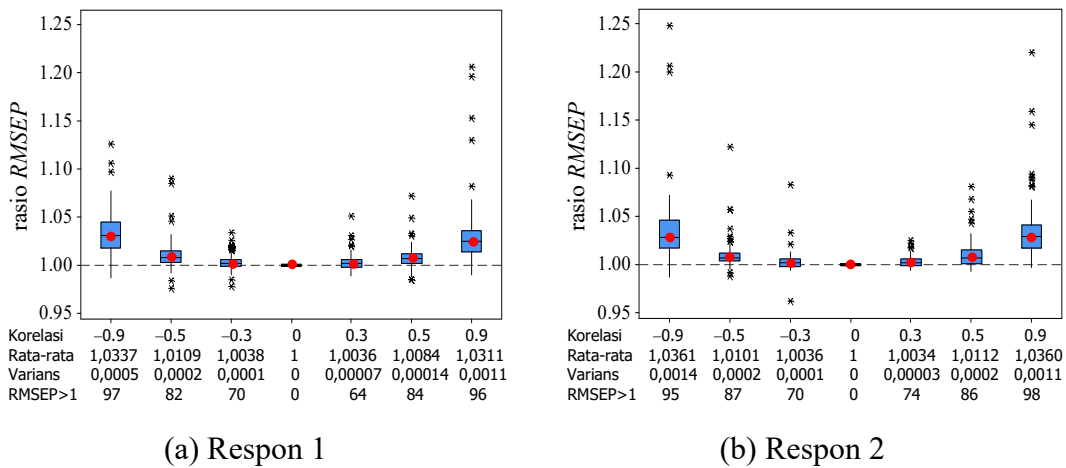 1.25
1.20
1.15
1.10
1.05
1.00
0.95
rasio RMSEP
Korelasi −0.9 −0.5 −0.3 0 0.3 0.5 0.9
Rata-rata 1,0337 1,0109 1,0038 1 1,0036 1,0084 1,0311
Varians 0,0005 0,0002 0,0001 0 0,00007 0,00014 0,0011
RMSEP>1 97 82 70 0 64 84 96
(a) Respon 1
1.25
1.20
1.15
1.10
1.05
1.00
0.95
rasio RMSEP
Korelasi −0.9 −0.5 −0.3 0 0.3 0.5 0.9
Rata-rata 1,0361 1,0101 1,0036 1 1,0034 1,0112 1,0360
Varians 0,0014 0,0002 0,0001 0 0,00003 0,0002 0,0011
RMSEP>1 95 87 70 0 74 86 98
(b) Respon 2